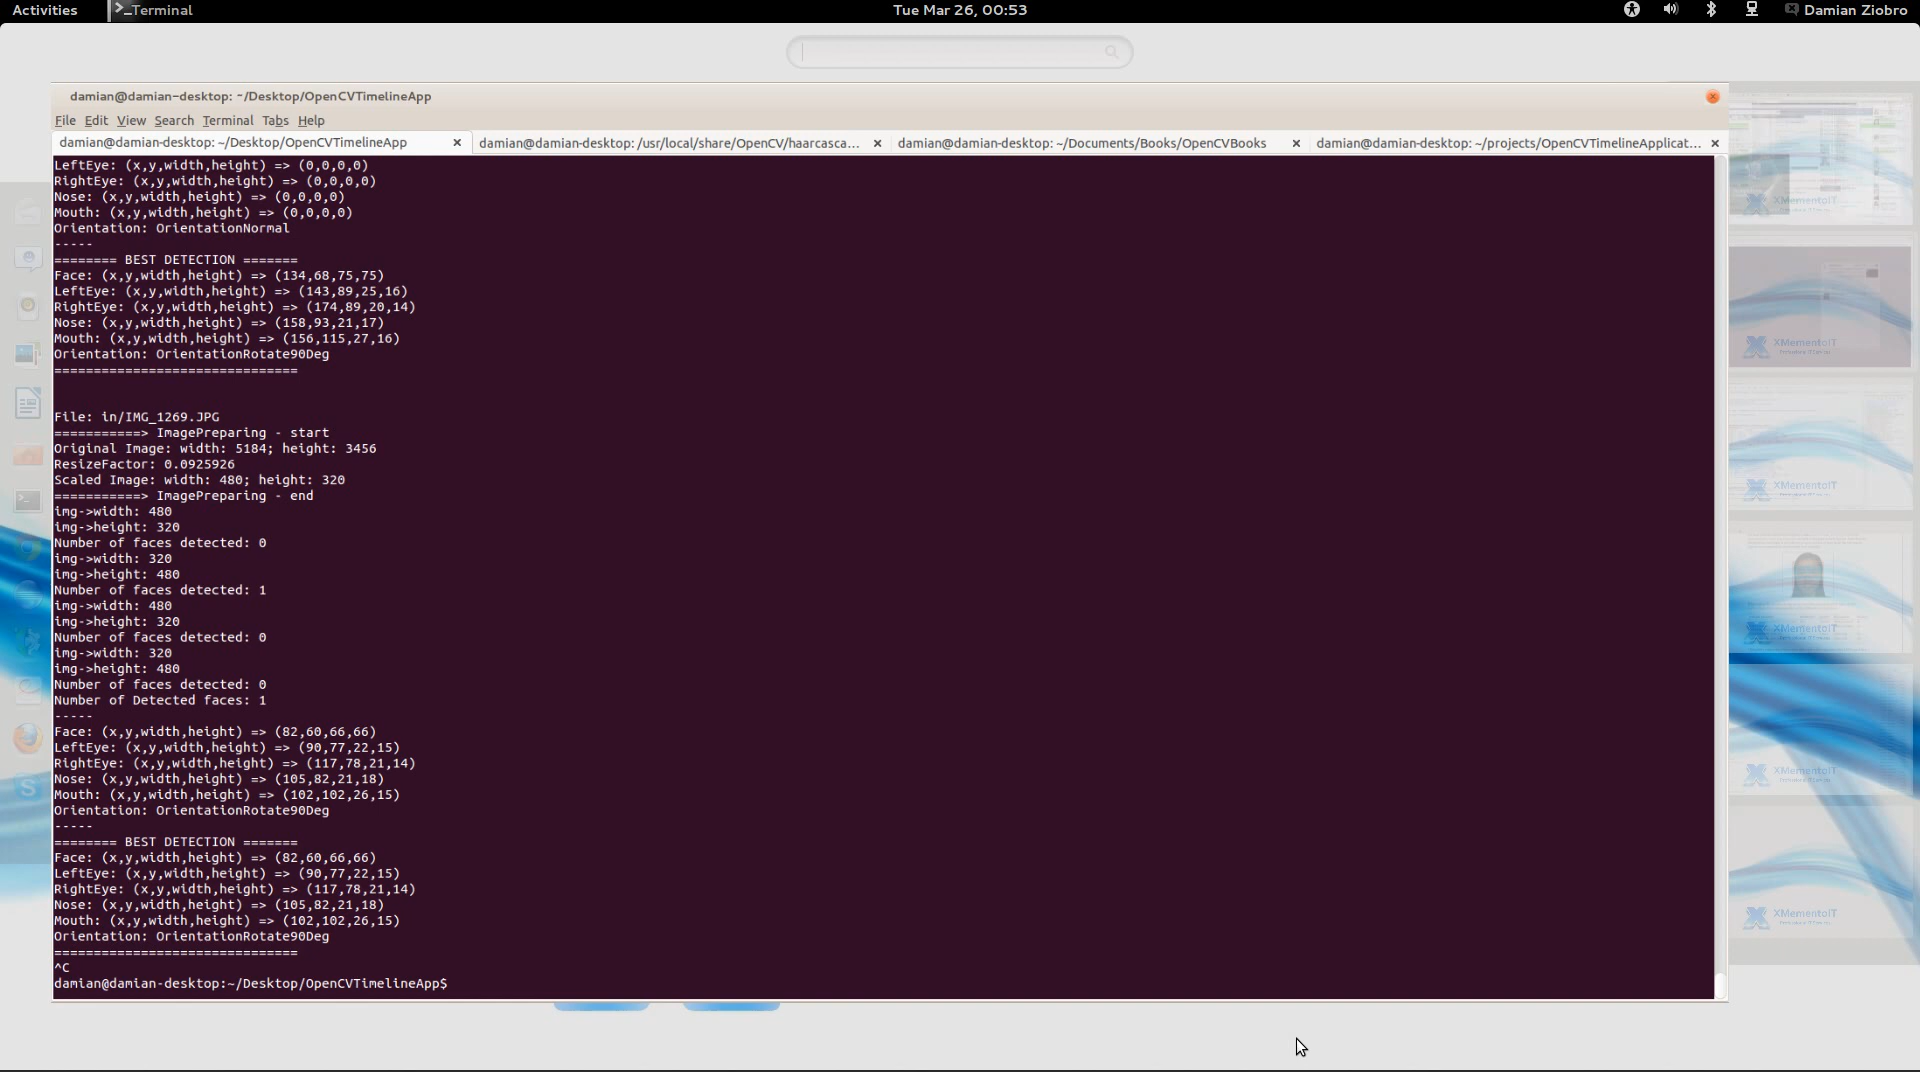 Activities
Terminal
Tue Mar 26, 00:53
Damian Ziobro
damian@damian-desktop: ~/Desktop/OpenCVTimelineApp
File Edit View Search Terminal Tabs Help
damian@damian-desktop: ~/Desktop/OpenCVTimelineApp
damian@damian-desktop: /usr/local/share/OpenCV/haarcasca...
damian@damian-desktop: ~/Documents/Books/OpenCVBooks
damian@damian-desktop: ~/projects/OpenCVTimelineApplicat...
LeftEye: (x,y,width,height) => (0,0,0,0)
RightEye: (x,y,width,height) => (0,0,0,0)
Nose: (x,y,width,height) => (0,0,0,0)
Mouth: (x,y,width,height) => (0,0,0,0)
Orientation: OrientationNormal
-----
======== BEST DETECTION =======
Face: (x,y,width,height) => (134,68,75,75)
LeftEye: (x,y,width,height) => (143,89,25,16)
RightEye: (x,y,width,height) => (174,89,20,14)
Nose: (x,y,width,height) => (158,93,21,17)
Mouth: (x,y,width,height) => (156,115,27,16)
Orientation: OrientationRotate90Deg
===============================
File: in/IMG_1269.JPG
===========> ImagePreparing - start
Original Image: width: 5184; height: 3456
ResizeFactor: 0.0925926
Scaled Image: width: 480; height: 320
===========> ImagePreparing - end
img->width: 480
img->height: 320
Number of faces detected: 0
img->width: 320
img->height: 480
Number of faces detected: 1
img->width: 480
img->height: 320
Number of faces detected: 0
img->width: 320
img->height: 480
Number of faces detected: 0
Number of Detected faces: 1
-----
Face: (x,y,width,height) => (82,60,66,66)
LeftEye: (x,y,width,height) => (90,77,22,15)
RightEye: (x,y,width,height) => (117,78,21,14)
Nose: (x,y,width,height) => (105,82,21,18)
Mouth: (x,y,width,height) => (102,102,26,15)
Orientation: OrientationRotate90Deg
-----
======== BEST DETECTION =======
Face: (x,y,width,height) => (82,60,66,66)
LeftEye: (x,y,width,height) => (90,77,22,15)
RightEye: (x,y,width,height) => (117,78,21,14)
Nose: (x,y,width,height) => (105,82,21,18)
Mouth: (x,y,width,height) => (102,102,26,15)
Orientation: OrientationRotate90Deg
===============================
^C
damian@damian-desktop:~/Desktop/OpenCVTimelineApp$
XMementoIT
XMementoIT
XMementoIT
XMementoIT
XMementoIT
XMementoIT